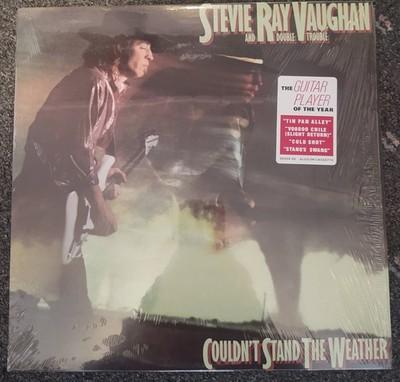 STEVIE RAY VAUGHAN
AND DOUBLE TROUBLE
THE GUITAR
PLAYER
OF THE YEAR
"TIN PAN ALLEY"
"VOODOO CHILE
(SLIGHT RETURN)"
"COLD SHOT"
"STANG'S SWANG"
COULDN'T STAND THE WEATHER